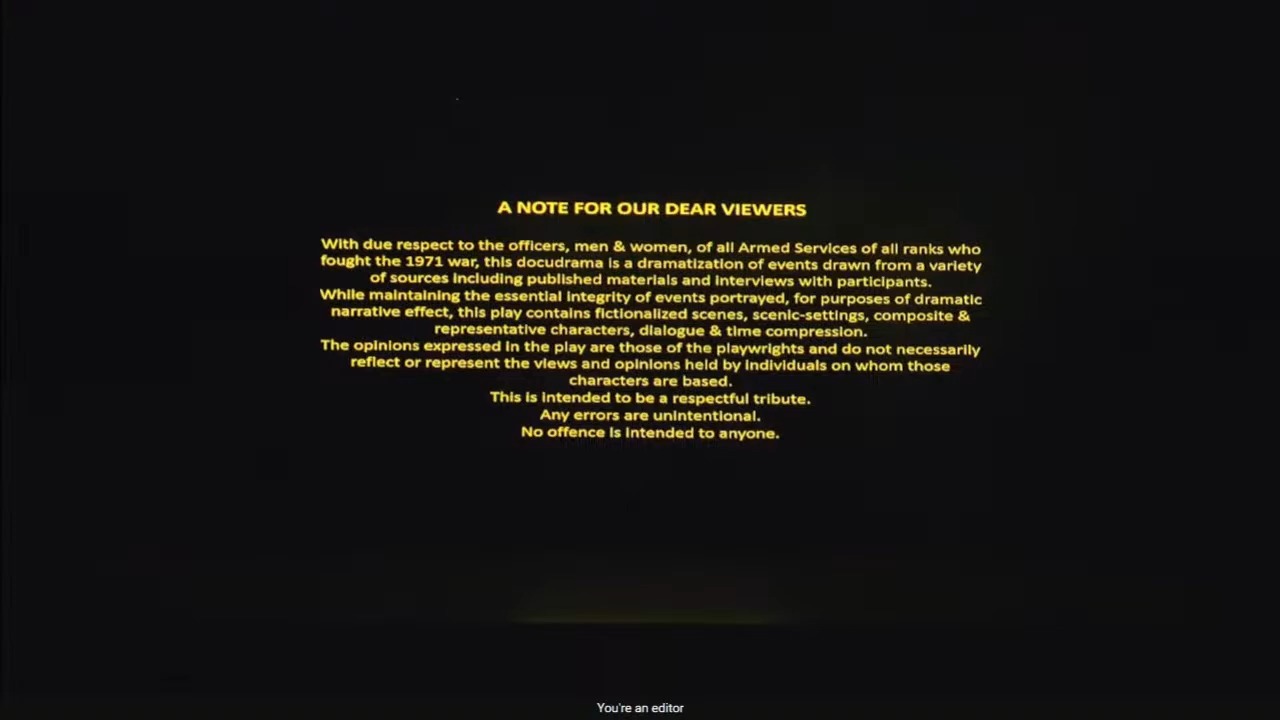 A NOTE FOR OUR DEAR VIEWERS
With due respect to the officers, men & women, of all Armed Services of all ranks who
fought the 1971 war, this docudrama is a dramatization of events drawn from a variety
of sources including published materials and interviews with participants.
While maintaining the essential integrity of events portrayed, for purposes of dramatic
narrative effect, this play contains fictionalized scenes, scenic-settings, composite &
representative characters, dialogue & time compression.
The opinions expressed in the play are those of the playwrights and do not necessarily
reflect or represent the views and opinions held by individuals on whom those
characters are based.
This is intended to be a respectful tribute.
Any errors are unintentional.
No offence is intended to anyone.
You're an editor